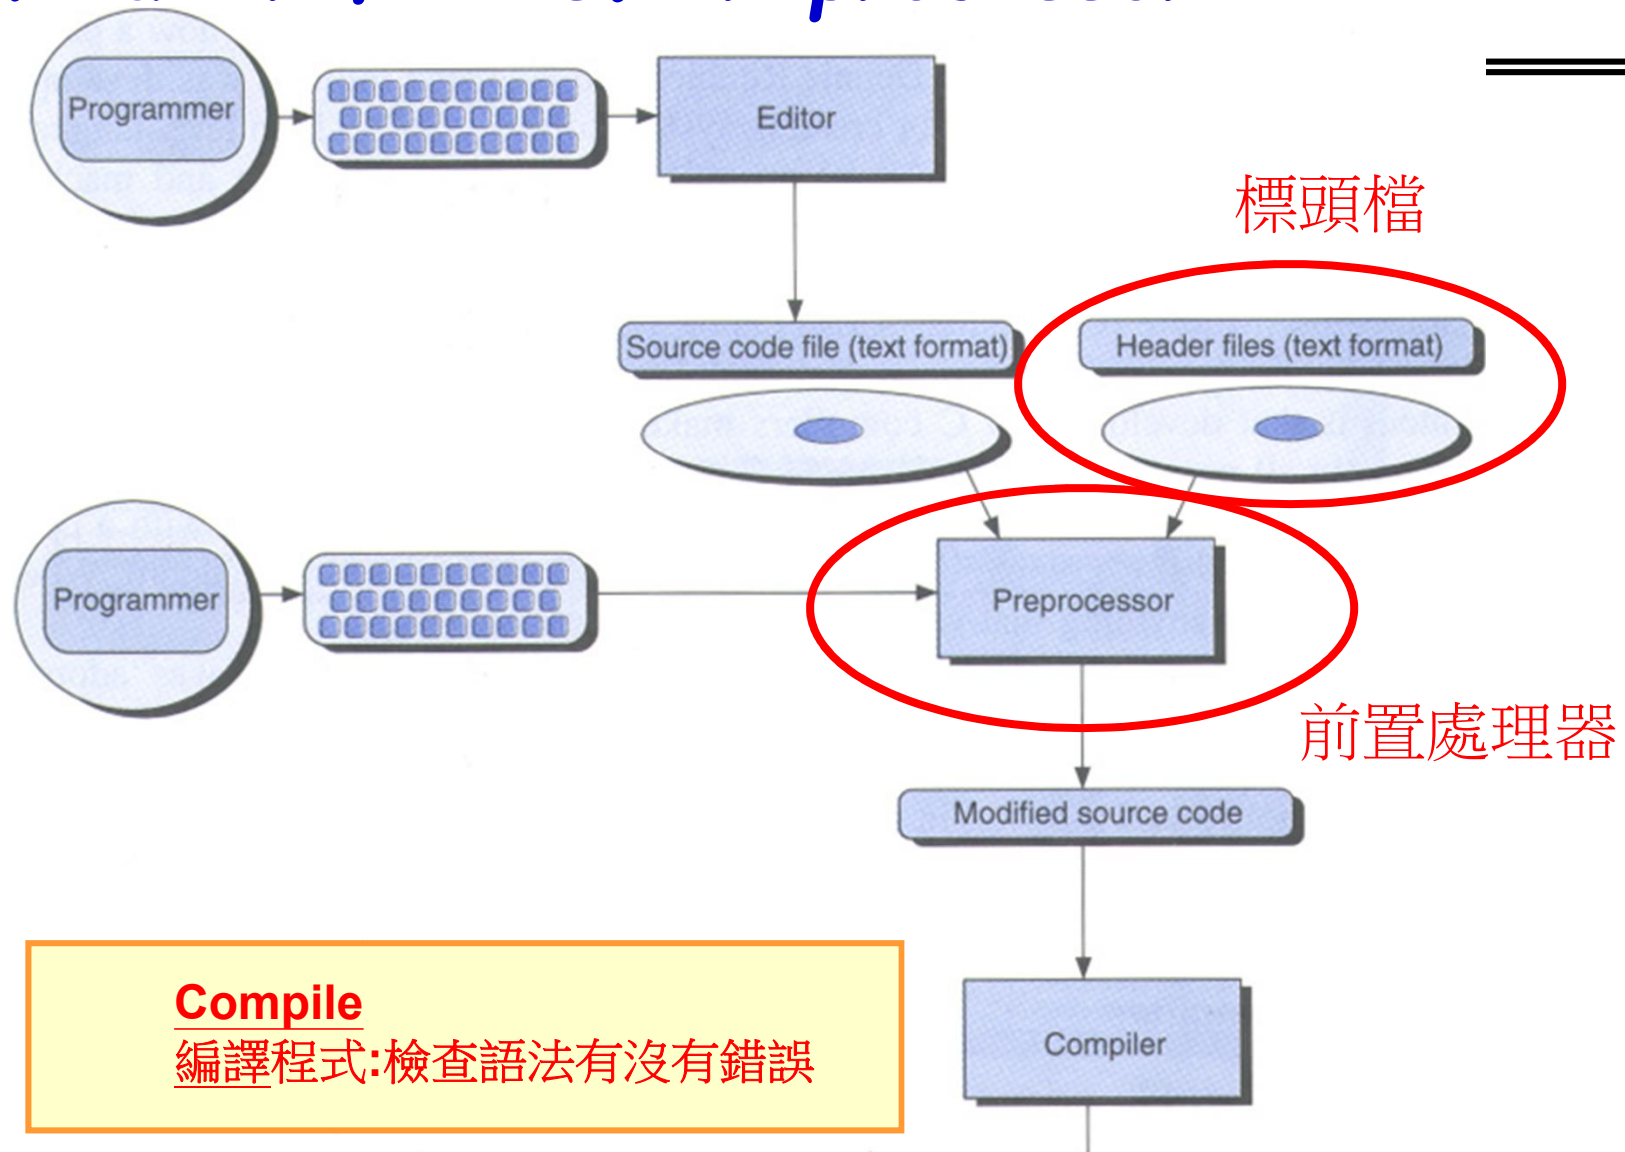 Programmer
Editor
標頭檔
Source code file (text format)
Header files (text format)
Programmer
Preprocessor
前置處理器
Modified source code
Compile
編譯程式:檢查語法有沒有錯誤
Compiler